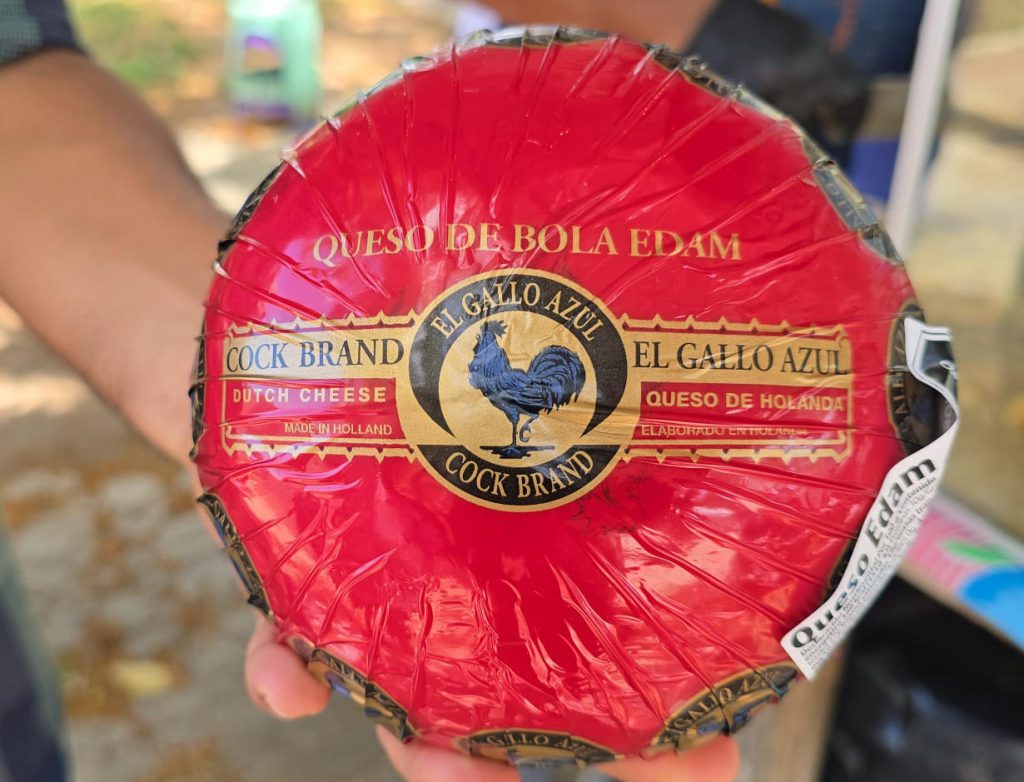 QUESO DE BOLA EDAM
EL GALLO AZUL
COCK BRAND
DUTCH CHEESE
MADE IN HOLLAND
EL GALLO AZUL
QUESO DE HOLANDA
ELABORADO EN HOLANDA
COCK BRAND
Queso Edam
EL GALLO AZUL